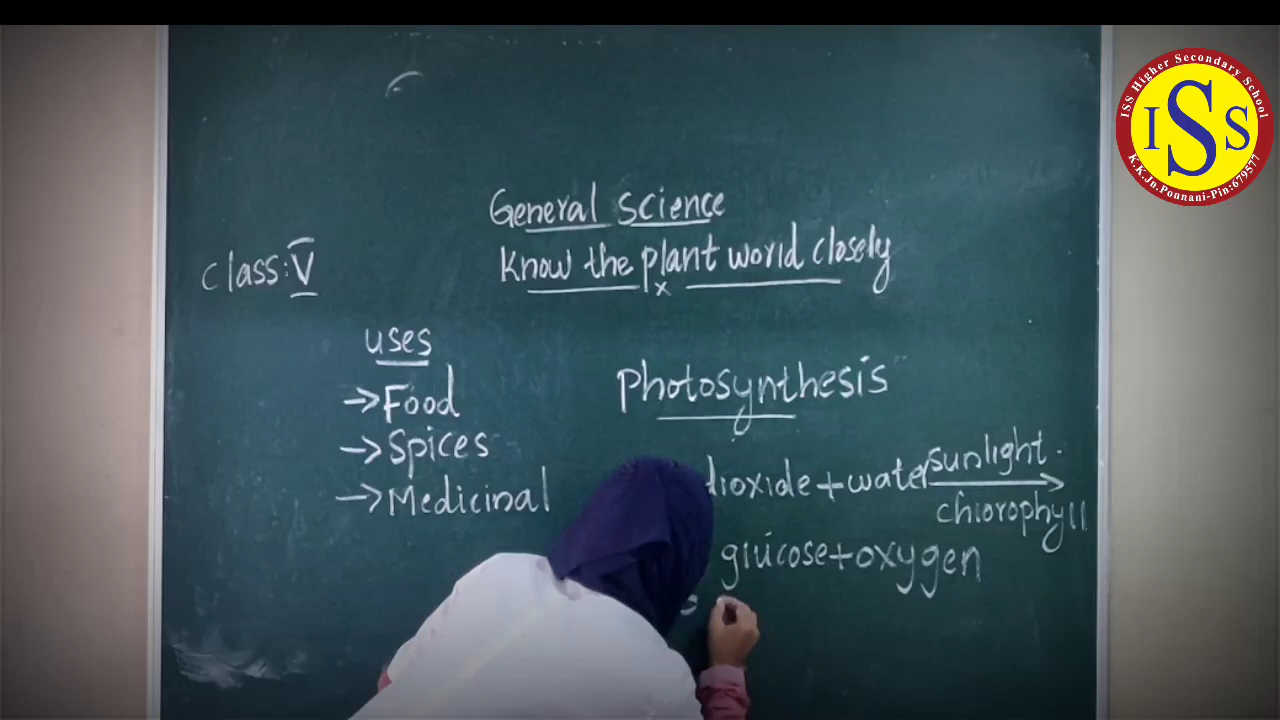 General Science
Know the plant world closely
x
Class: V
uses
→Food
→Spices
→Medicinal
Photosynthesis
dioxide+water sunlight
chlorophyll
glucose+oxygen
ISS Higher Secondary School
ISS
K.K.Jn.Ponnani-Pin:679577